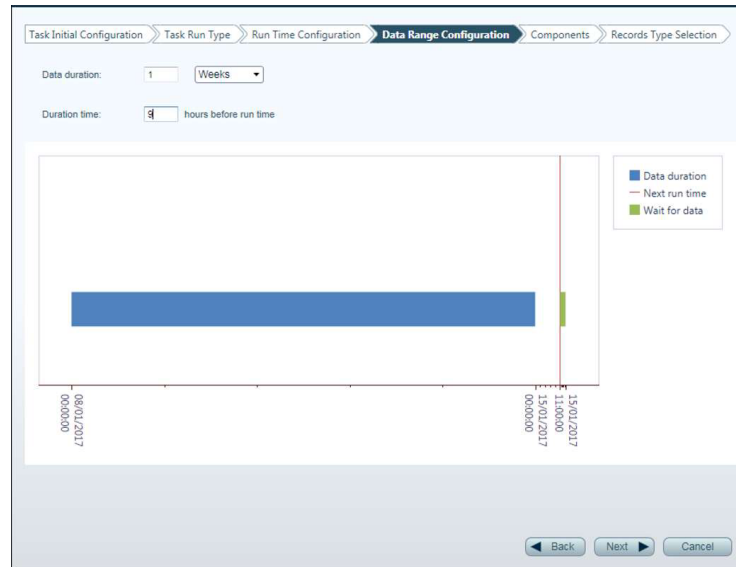 Task Initial Configuration Task Run Type Run Time Configuration Data Range Configuration Components Records Type Selection
Data duration: 1 Weeks
Duration time: 9 hours before run time
Data duration
Next run time
Wait for data
08/01/2017
00:00:00
15/01/2017
00:00:00
15/01/2017
11:00:00
Back Next Cancel